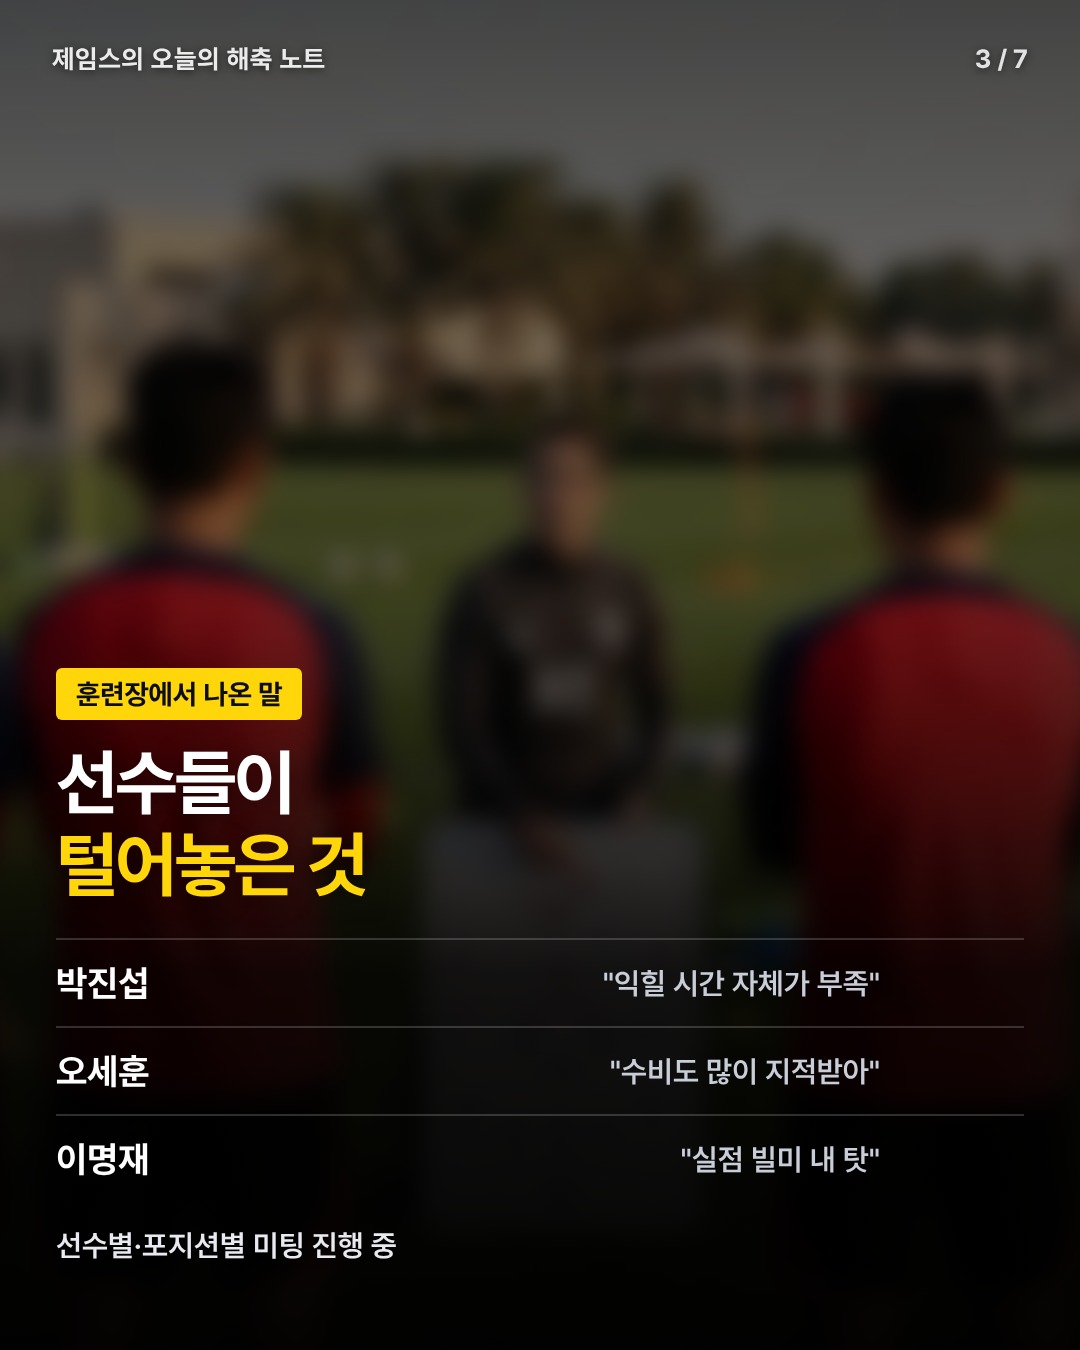 제임스의 오늘의 해축 노트
3 / 7
훈련장에서 나온 말
선수들이
털어놓은 것
박진섭 "익힐 시간 자체가 부족"
오세훈 "수비도 많이 지적받아"
이명재 "실점 빌미 내 탓"
선수별·포지션별 미팅 진행 중